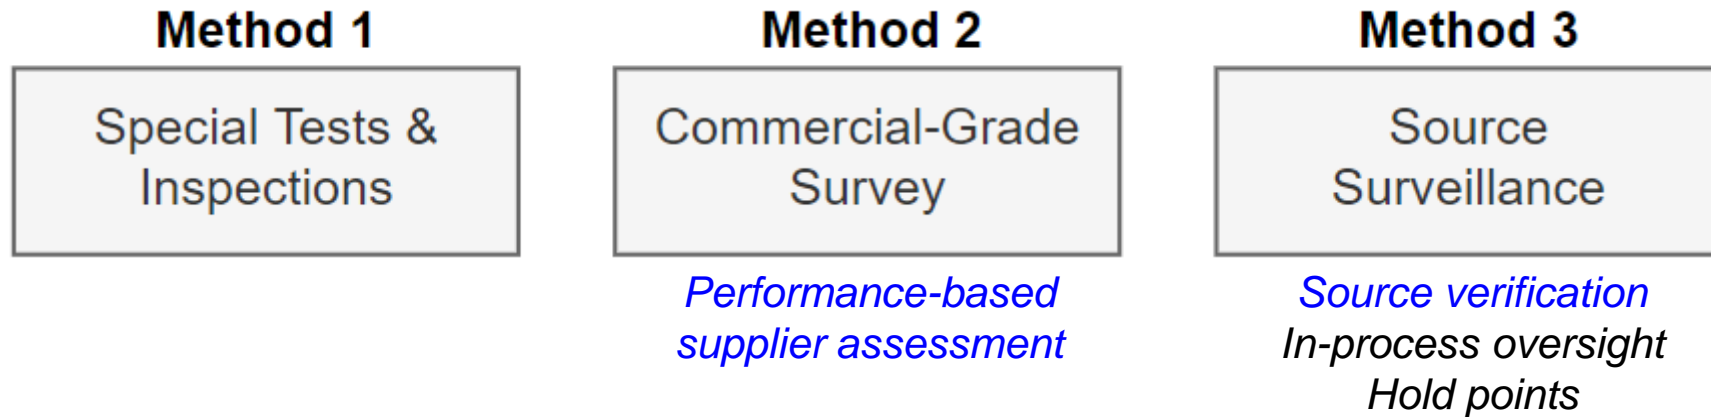 Method 1
Special Tests &
Inspections
Method 2
Commercial-Grade
Survey
Performance-based
supplier assessment
Method 3
Source
Surveillance
Source verification
In-process oversight
Hold points